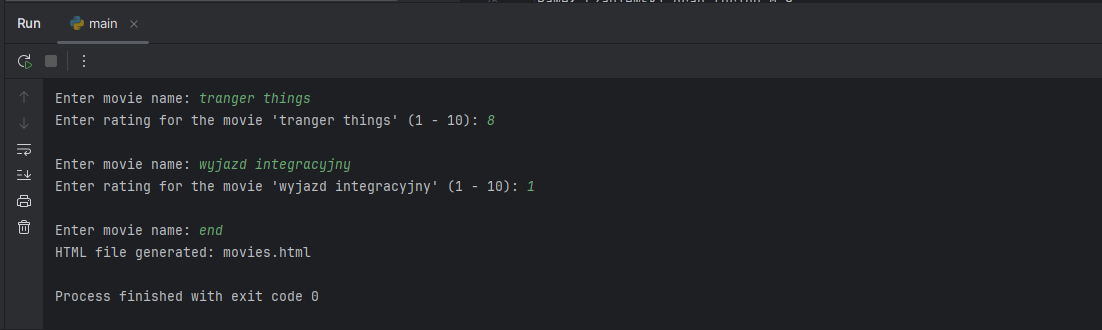 Run main
Enter movie name: tranger things
Enter rating for the movie 'tranger things' (1 - 10): 8
Enter movie name: wyjazd integracyjny
Enter rating for the movie 'wyjazd integracyjny' (1 - 10): 1
Enter movie name: end
HTML file generated: movies.html
Process finished with exit code 0